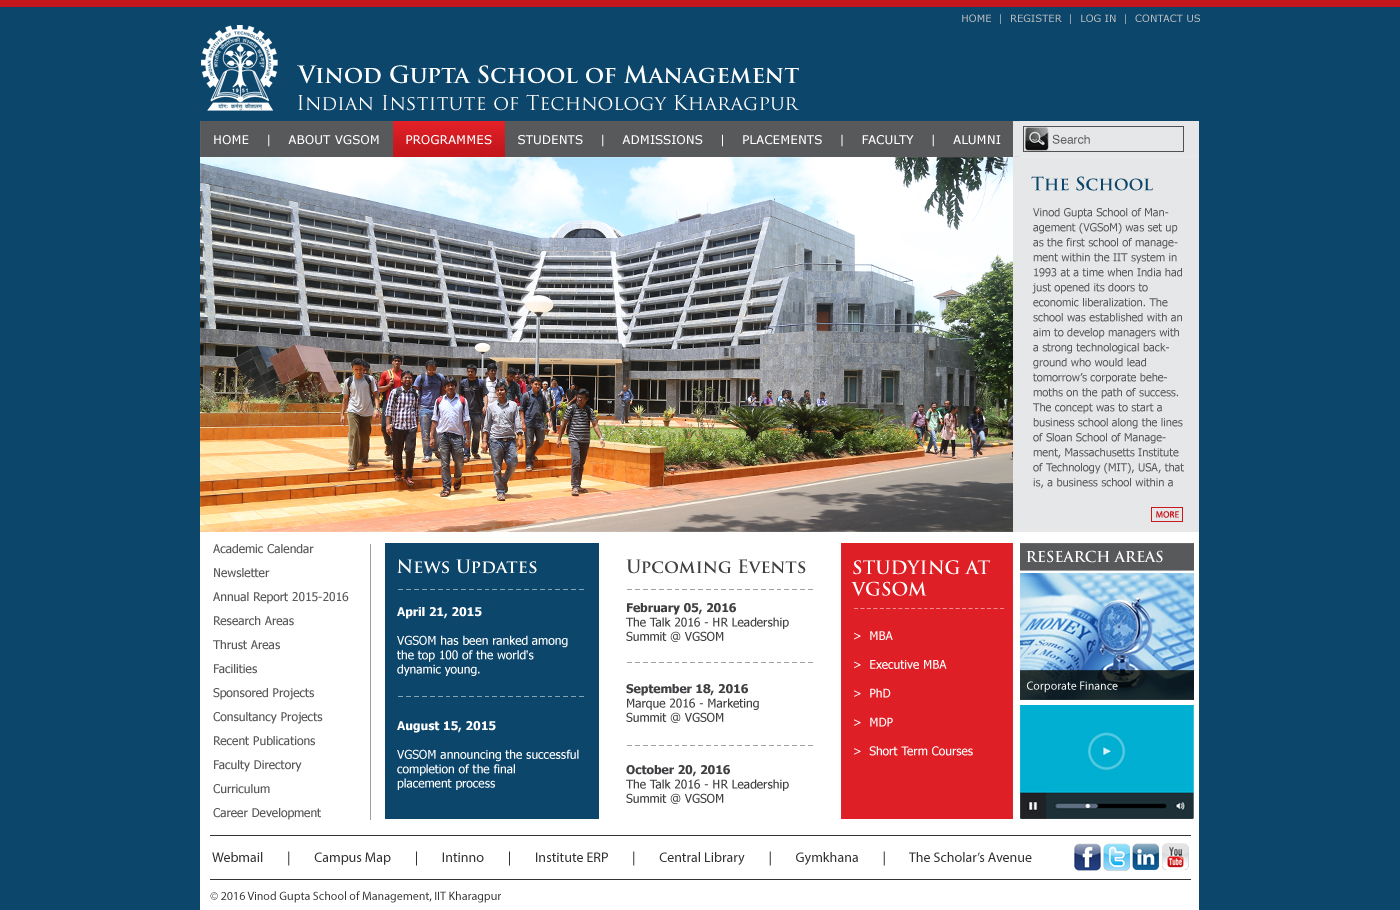 HOME | REGISTER | LOG IN | CONTACT US
1951
VINOD GUPTA SCHOOL OF MANAGEMENT
INDIAN INSTITUTE OF TECHNOLOGY KHARAGPUR
HOME | ABOUT VGSOM PROGRAMMES STUDENTS | ADMISSIONS | PLACEMENTS | FACULTY | ALUMNI
Search
THE SCHOOL
Vinod Gupta School of Man-
agement (VGSoM) was set up
as the first school of manage-
ment within the IIT system in
1993 at a time when India had
just opened its doors to
economic liberalization. The
school was established with an
aim to develop managers with
a strong technological back-
ground who would lead
tomorrow's corporate behe-
moths on the path of success.
The concept was to start a
business school along the lines
of Sloan School of Manage-
ment, Massachusetts Institute
of Technology (MIT), USA, that
is, a business school within a
MORE
Academic Calendar
Newsletter
Annual Report 2015-2016
Research Areas
Thrust Areas
Facilities
Sponsored Projects
Consultancy Projects
Recent Publications
Faculty Directory
Curriculum
Career Development
NEWS UPDATES
April 21, 2015
VGSOM has been ranked among
the top 100 of the world's
dynamic young.
August 15, 2015
VGSOM announcing the successful
completion of the final
placement process
UPCOMING EVENTS
February 05, 2016
The Talk 2016 - HR Leadership
Summit @ VGSOM
September 18, 2016
Marque 2016 - Marketing
Summit @ VGSOM
October 20, 2016
The Talk 2016 - HR Leadership
Summit @ VGSOM
STUDYING AT
VGSOM
> MBA
> Executive MBA
> PhD
> MDP
> Short Term Courses
RESEARCH AREAS
MONEY
Corporate Finance
Webmail | Campus Map | Intinno | Institute ERP | Central Library | Gymkhana | The Scholar's Avenue
f t in You Tube
© 2016 Vinod Gupta School of Management, IIT Kharagpur